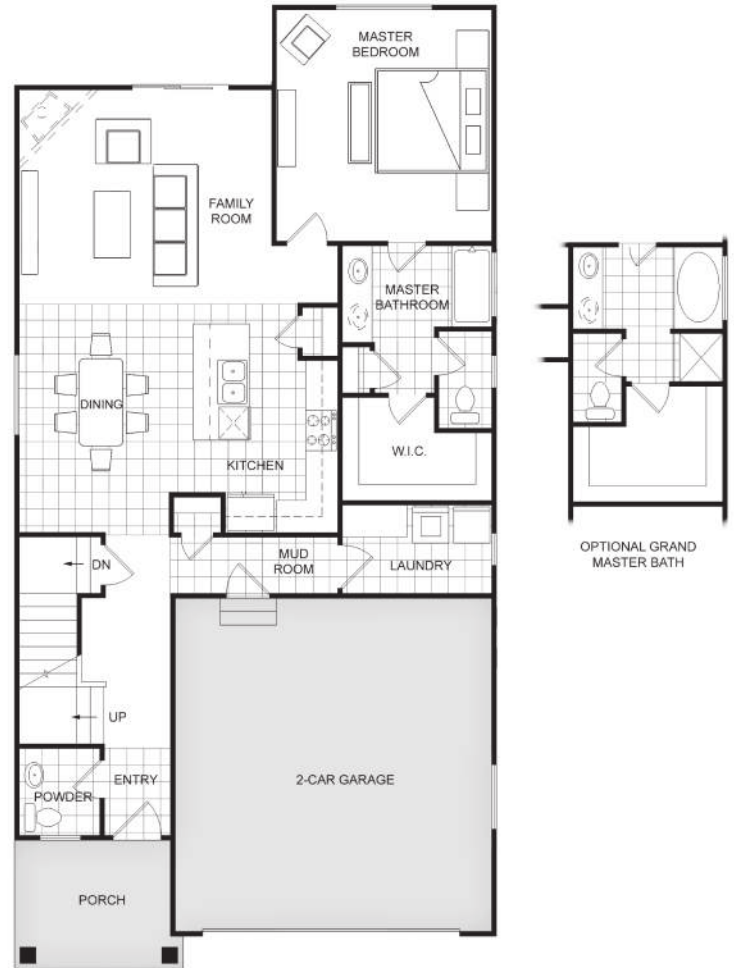 MASTER
BEDROOM
FAMILY
ROOM
MASTER
BATHROOM
DINING
KITCHEN
W.I.C.
OPTIONAL GRAND
MASTER BATH
DN
MUD
ROOM
LAUNDRY
UP
ENTRY
POWDER
2-CAR GARAGE
PORCH